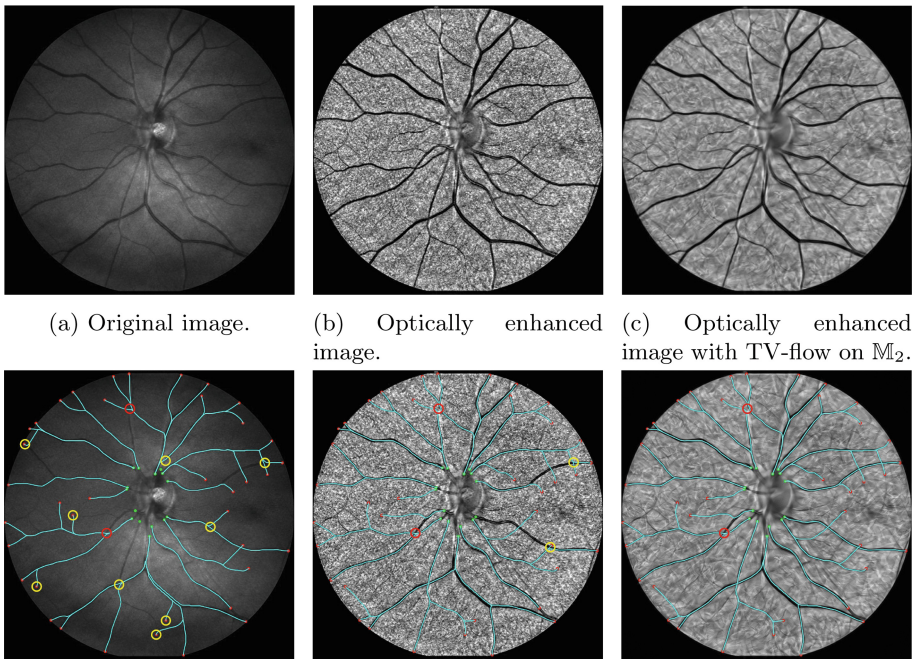 (a) Original image.
(b) Optically enhanced
image.
(c) Optically enhanced
image with TV-flow on 𝕄₂.